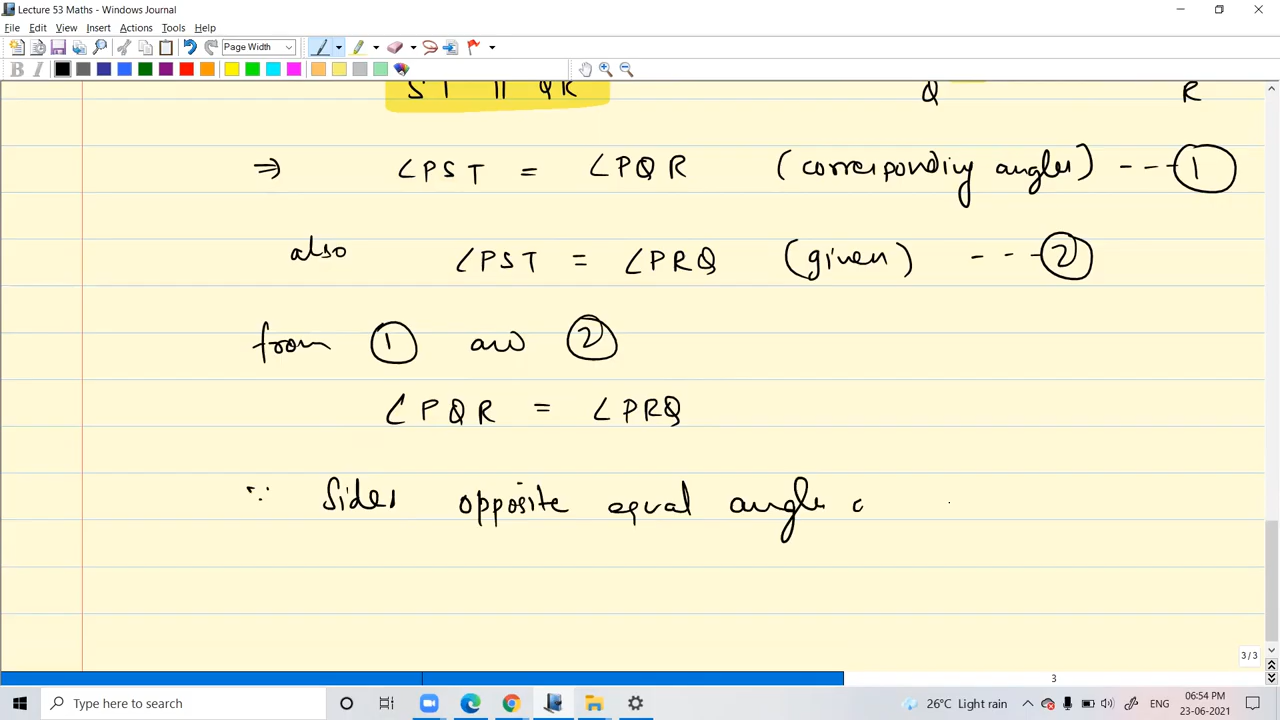 Lecture 53 Maths - Windows Journal
File Edit View Insert Actions Tools Help
Page Width
B I
ST || QR Q R
⇒ ∠PST = ∠PQR (corresponding angles) --- 1
also ∠PST = ∠PRQ (given) --- 2
from 1 and 2
∠PQR = ∠PRQ
∵ Sides opposite equal angle
3/3
3
Type here to search
26°C Light rain ENG 06:54 PM
23-06-2021